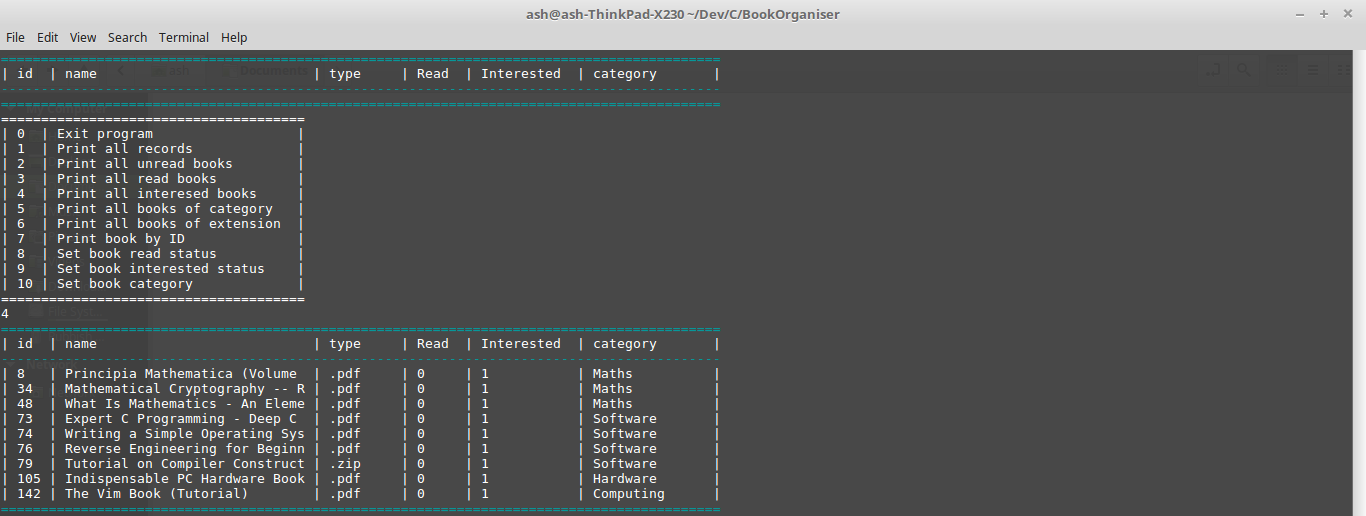 ash@ash-ThinkPad-X230 ~/Dev/C/BookOrganiser
File Edit View Search Terminal Help
================================================================================
| id | name | type | Read | Interested | category |
--------------------------------------------------------------------------------
================================================================================
======================================
| 0 | Exit program |
| 1 | Print all records |
| 2 | Print all unread books |
| 3 | Print all read books |
| 4 | Print all interesed books |
| 5 | Print all books of category |
| 6 | Print all books of extension |
| 7 | Print book by ID |
| 8 | Set book read status |
| 9 | Set book interested status |
| 10 | Set book category |
======================================
4
================================================================================
| id | name | type | Read | Interested | category |
--------------------------------------------------------------------------------
| 8 | Principia Mathematica (Volume | .pdf | 0 | 1 | Maths |
| 34 | Mathematical Cryptography -- R | .pdf | 0 | 1 | Maths |
| 48 | What Is Mathematics - An Eleme | .pdf | 0 | 1 | Maths |
| 73 | Expert C Programming - Deep C | .pdf | 0 | 1 | Software |
| 74 | Writing a Simple Operating Sys | .pdf | 0 | 1 | Software |
| 76 | Reverse Engineering for Beginn | .pdf | 0 | 1 | Software |
| 79 | Tutorial on Compiler Construct | .zip | 0 | 1 | Software |
| 105 | Indispensable PC Hardware Book | .pdf | 0 | 1 | Hardware |
| 142 | The Vim Book (Tutorial) | .pdf | 0 | 1 | Computing |
================================================================================